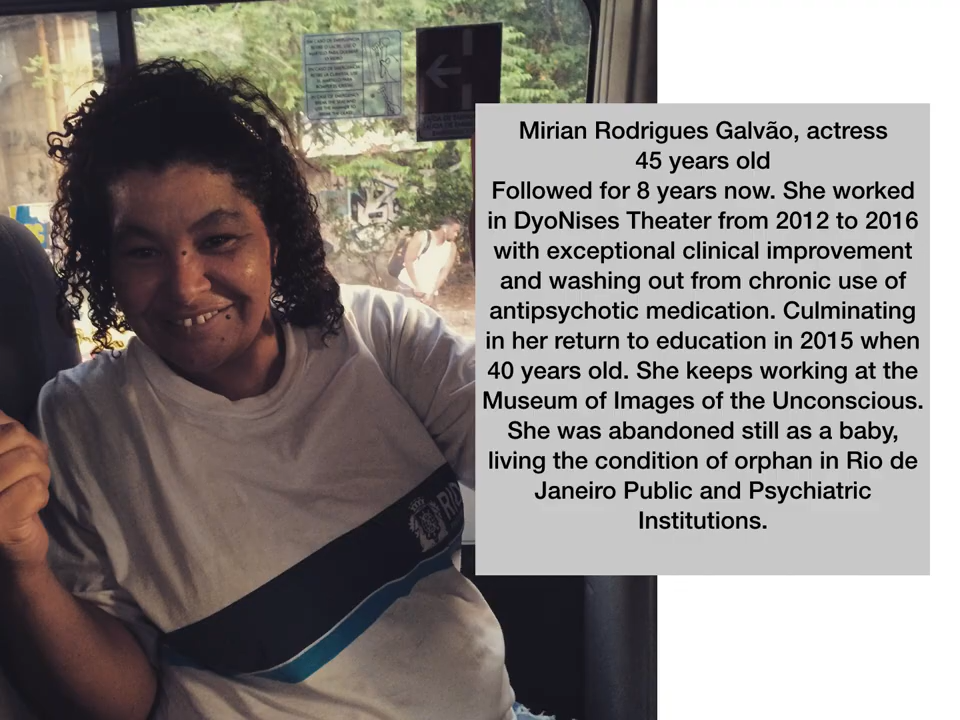 Mirian Rodrigues Galvão, actress
45 years old
Followed for 8 years now. She worked
in DyoNises Theater from 2012 to 2016
with exceptional clinical improvement
and washing out from chronic use of
antipsychotic medication. Culminating
in her return to education in 2015 when
40 years old. She keeps working at the
Museum of Images of the Unconscious.
She was abandoned still as a baby,
living the condition of orphan in Rio de
Janeiro Public and Psychiatric
Institutions.